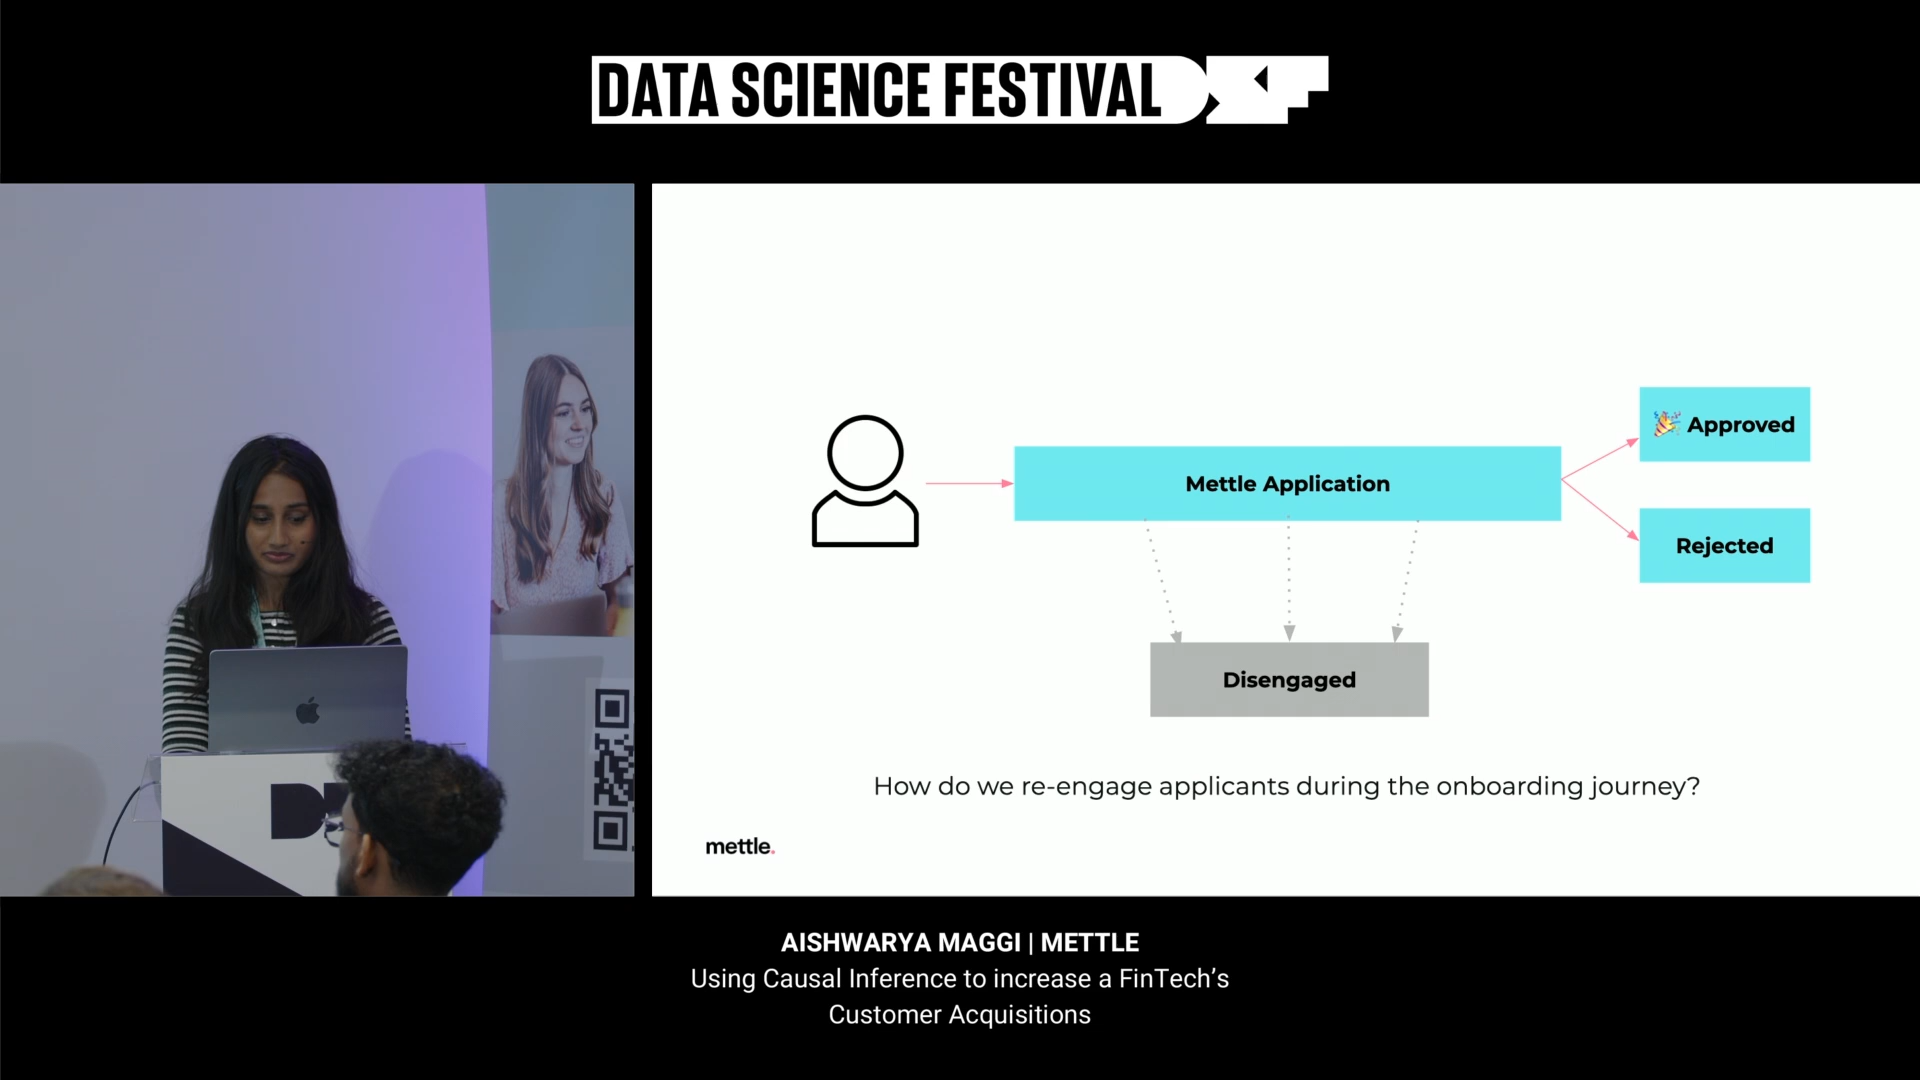 DATA SCIENCE FESTIVAL
🎉 Approved
Mettle Application
Rejected
Disengaged
How do we re-engage applicants during the onboarding journey?
mettle.
AISHWARYA MAGGI | METTLE
Using Causal Inference to increase a FinTech’s
Customer Acquisitions